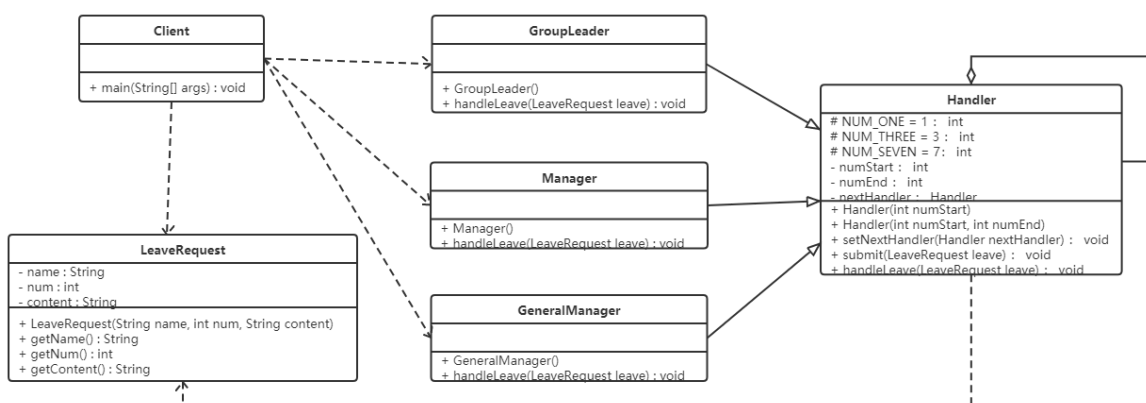 Client
+ main(String[] args) : void
GroupLeader
+ GroupLeader()
+ handleLeave(LeaveRequest leave) : void
Handler
# NUM_ONE = 1： int
# NUM_THREE = 3： int
# NUM_SEVEN = 7： int
- numStart： int
- numEnd： int
- nextHandler： Handler
+ Handler(int numStart)
+ Handler(int numStart, int numEnd)
+ setNextHandler(Handler nextHandler)： void
+ submit(LeaveRequest leave)： void
+ handleLeave(LeaveRequest leave)： void
Manager
+ Manager()
+ handleLeave(LeaveRequest leave) : void
LeaveRequest
- name : String
- num : int
- content : String
+ LeaveRequest(String name, int num, String content)
+ getName() : String
+ getNum() : int
+ getContent() : String
GeneralManager
+ GeneralManager()
+ handleLeave(LeaveRequest leave) : void